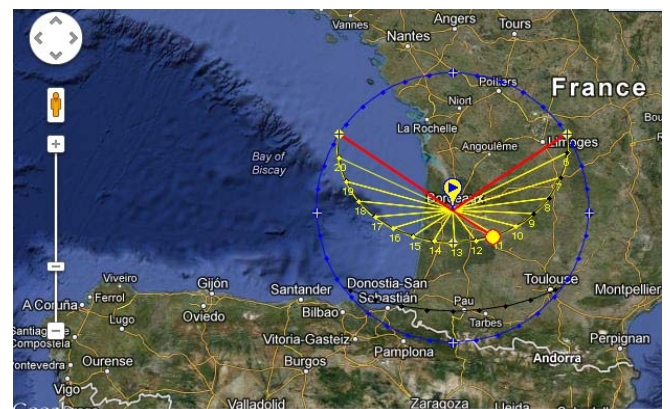 Vannes
Angers
Tours
Nantes
France
Poitiers
Niort
La Rochelle
Limoges
Angoulême
Bay of
Biscay
Bordeaux
20
19
18
17
16
15
14
13
12
11
10
9
8
7
6
Viveiro
Ferrol
A Coruña
Lugo
Gijón
Oviedo
Santander
Bilbao
Donostia-San
Sebastián
Pau
Tarbes
Toulouse
Montpellier
Santiago de
Compostela
Vitoria-Gasteiz
Pamplona
Perpignan
Pontevedra
Ourense
Burgos
Andorra
Vigo
Valladolid
Zaragoza
Lleida